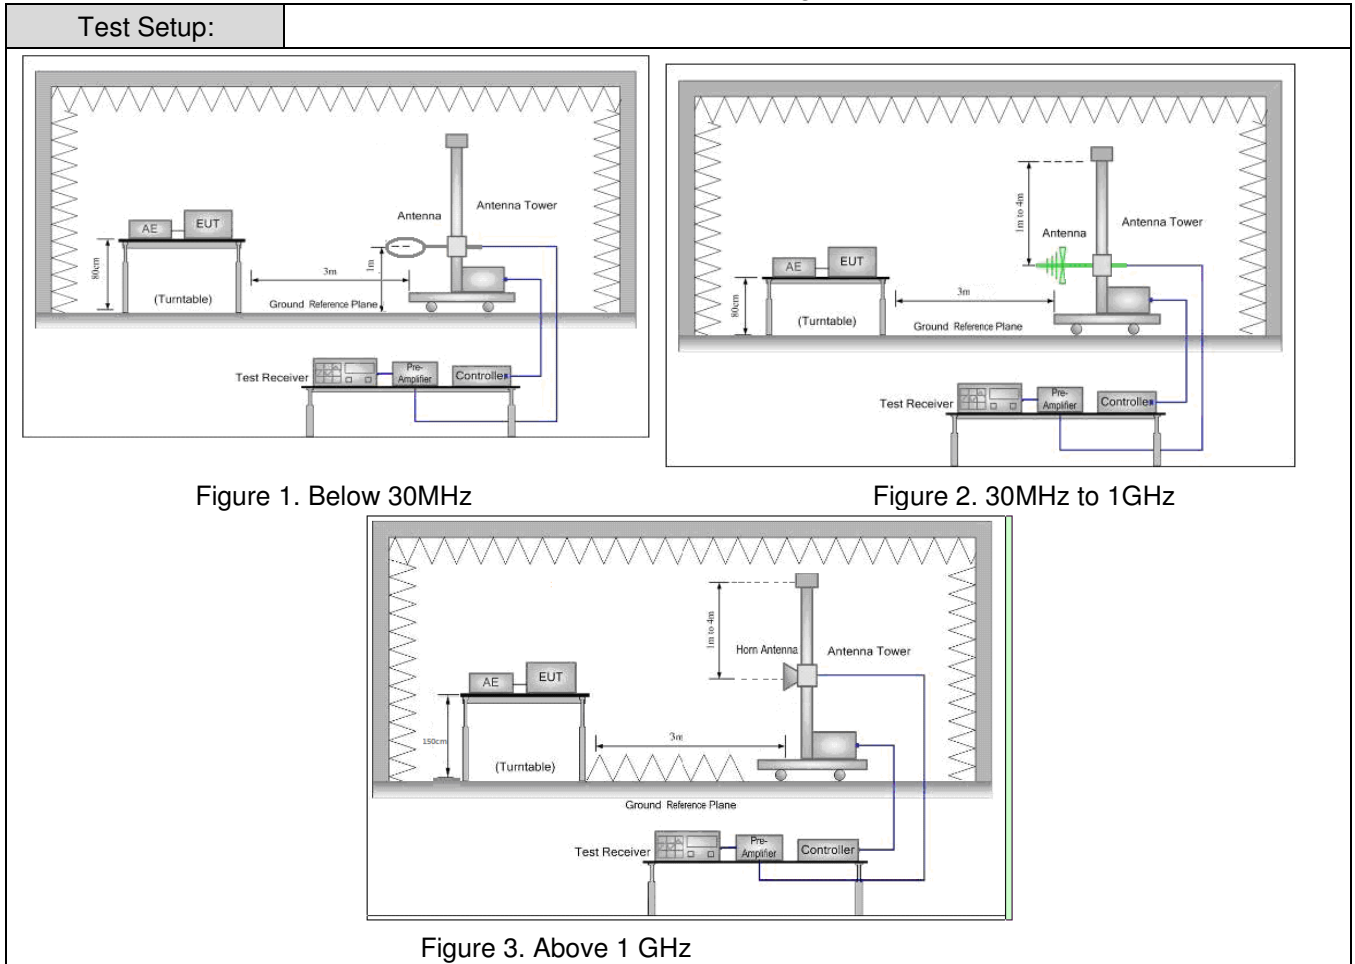 Test Setup:
Antenna
Antenna Tower
AE
EUT
80cm
3m
1m
(Turntable)
Ground Reference Plane
Test Receiver
Pre-
Amplifier
Controller
Figure 1. Below 30MHz
1m to 4m
Antenna
Antenna Tower
AE
EUT
80cm
3m
(Turntable)
Ground Reference Plane
Test Receiver
Pre-
Amplifier
Controller
Figure 2. 30MHz to 1GHz
1m to 4m
Horn Antenna
Antenna Tower
AE
EUT
150cm
3m
(Turntable)
Ground Reference Plane
Test Receiver
Pre-
Amplifier
Controller
Figure 3. Above 1 GHz